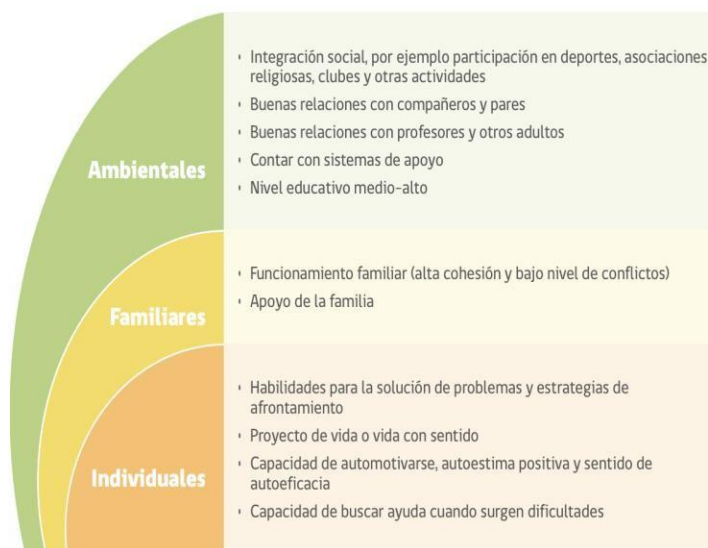 Ambientales
• Integración social, por ejemplo participación en deportes, asociaciones
religiosas, clubes y otras actividades
• Buenas relaciones con compañeros y pares
• Buenas relaciones con profesores y otros adultos
• Contar con sistemas de apoyo
• Nivel educativo medio-alto
Familiares
• Funcionamiento familiar (alta cohesión y bajo nivel de conflictos)
• Apoyo de la familia
Individuales
• Habilidades para la solución de problemas y estrategias de
afrontamiento
• Proyecto de vida o vida con sentido
• Capacidad de automotivarse, autoestima positiva y sentido de
autoeficacia
• Capacidad de buscar ayuda cuando surgen dificultades